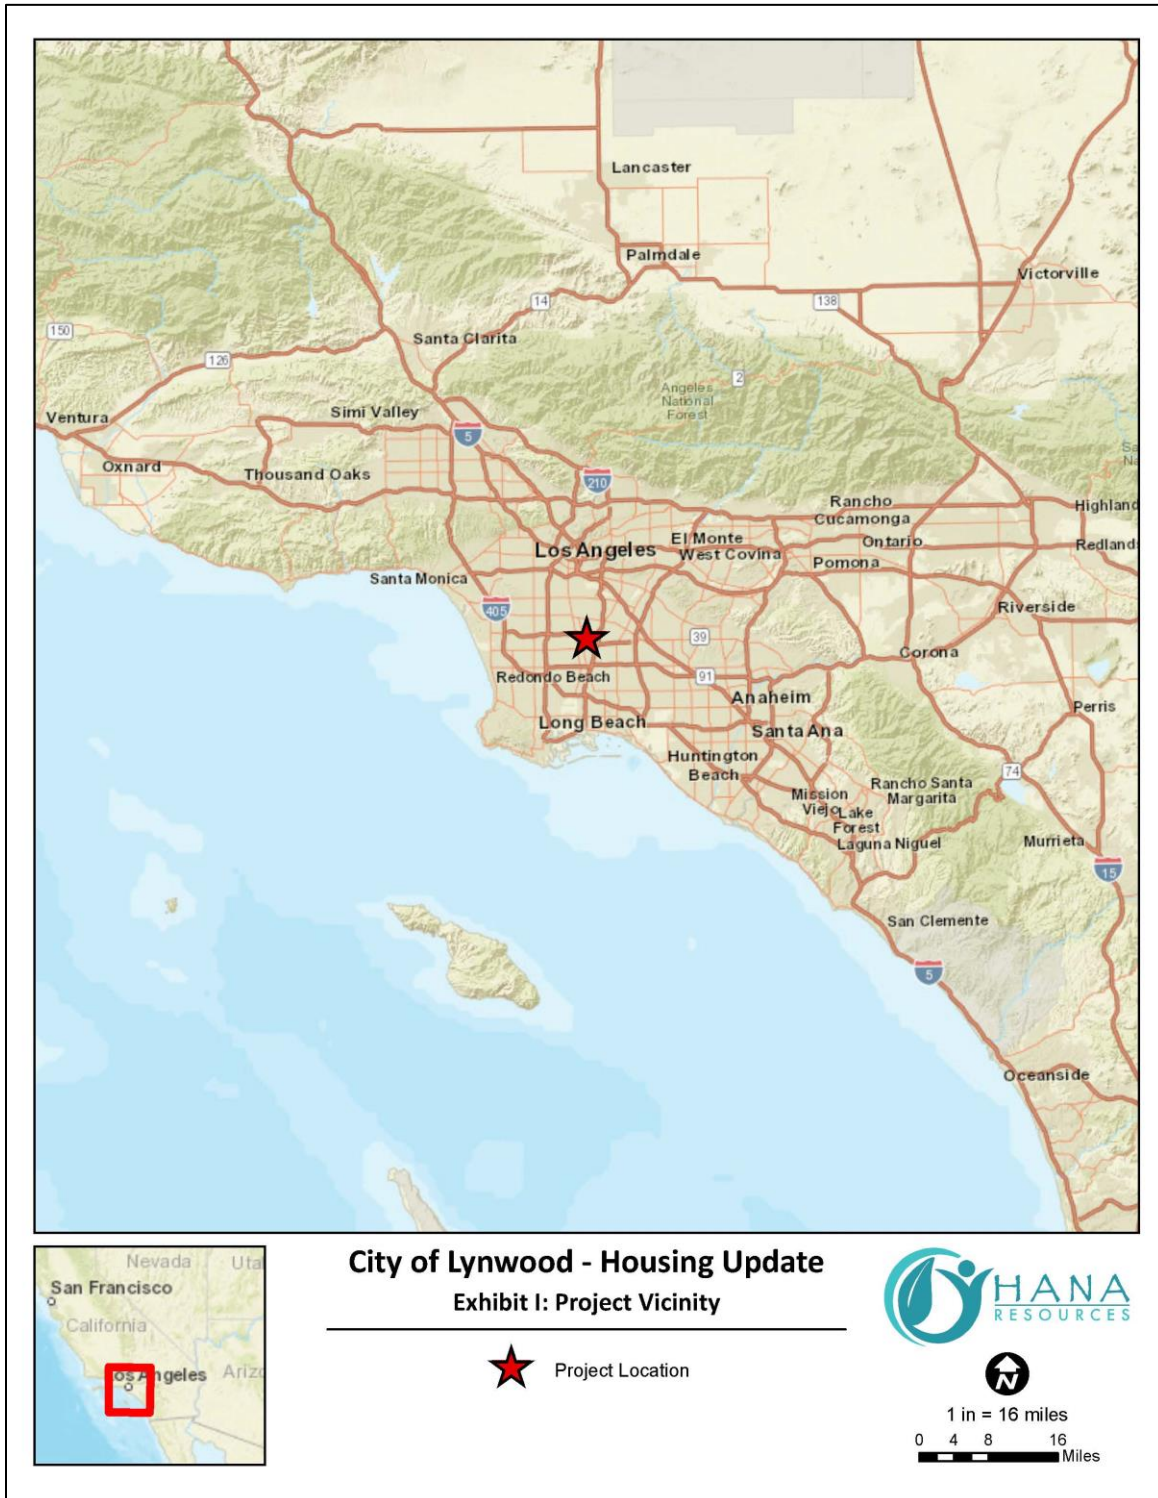 Lancaster
Palmdale
Victorville
14
138
150
Santa Clarita
126
2
Angeles
National
Forest
Simi Valley
Ventura
5
Oxnard
Thousand Oaks
210
Rancho
Cucamonga
Highland
El Monte
Ontario
Los Angeles
West Covina
Redlands
Pomona
Santa Monica
405
Riverside
39
Corona
Redondo Beach
91
Anaheim
Perris
Long Beach
Santa Ana
Huntington
Beach
74
Rancho Santa
Margarita
Mission
Viejo
Lake
Forest
Laguna Niguel
Murrieta
15
San Clemente
5
Oceanside
Nevada
San Francisco
California
Los Angeles
City of Lynwood - Housing Update
Exhibit I: Project Vicinity
Project Location
OHANA
RESOURCES
N
1 in = 16 miles
0 4 8 16
Miles